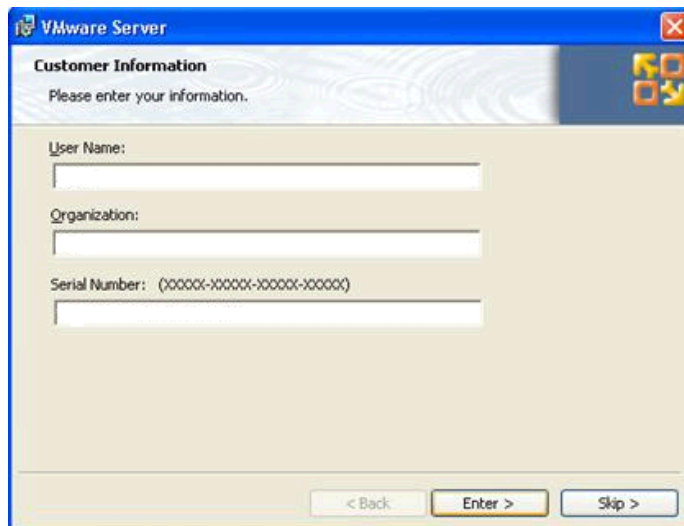 VMware Server
Customer Information
Please enter your information.
User Name:
Organization:
Serial Number: (XXXXX-XXXXX-XXXXX-XXXXX)
< Back
Enter >
Skip >